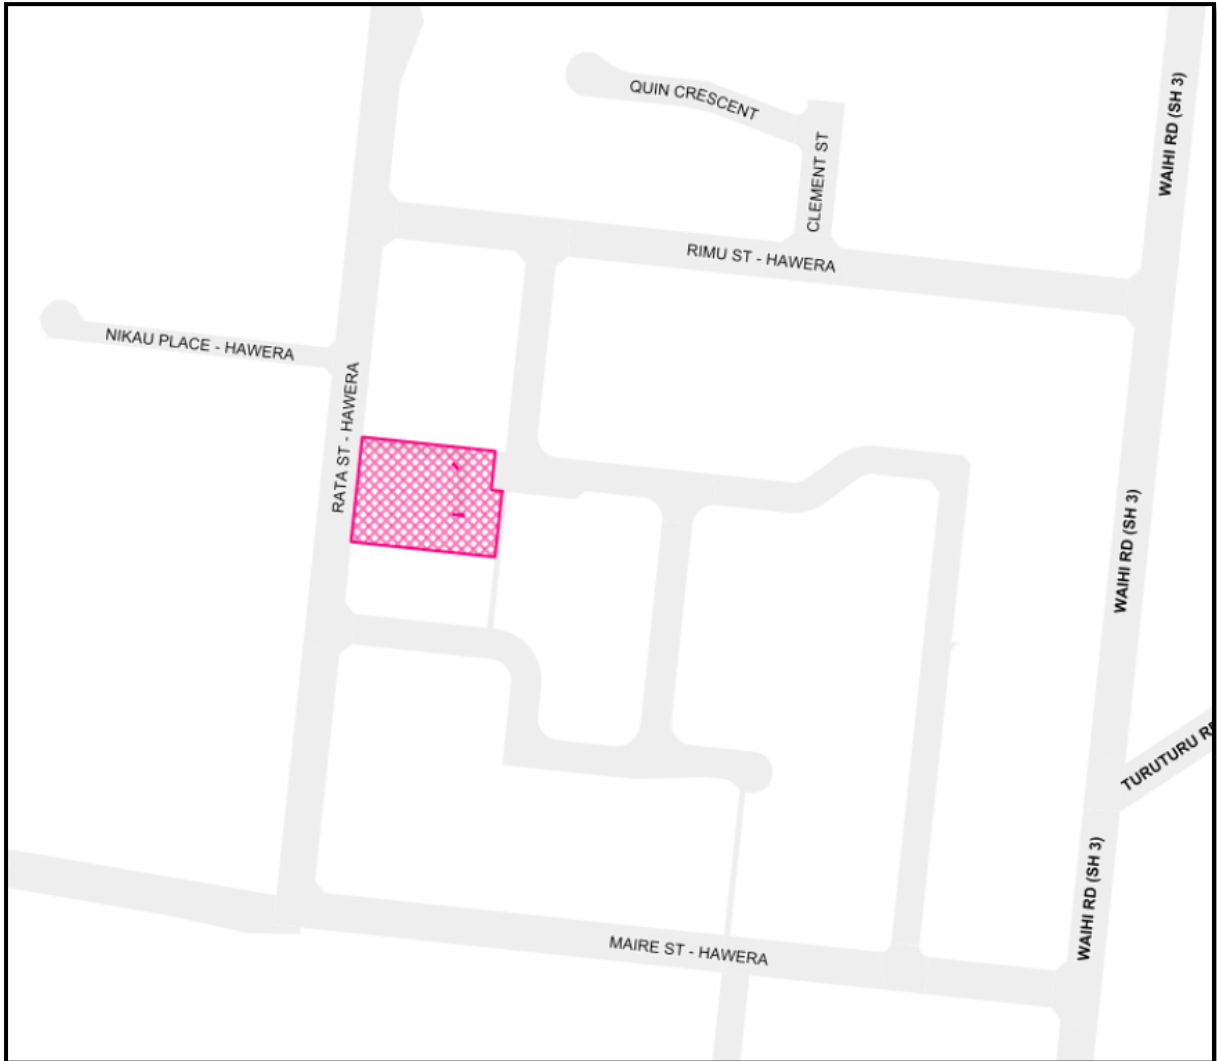 QUIN CRESCENT
WAIHI RD (SH 3)
CLEMENT ST
RIMU ST - HAWERA
NIKAU PLACE - HAWERA
RATA ST - HAWERA
WAIHI RD (SH 3)
TURUTURU RD
WAIHI RD (SH 3)
MAIRE ST - HAWERA